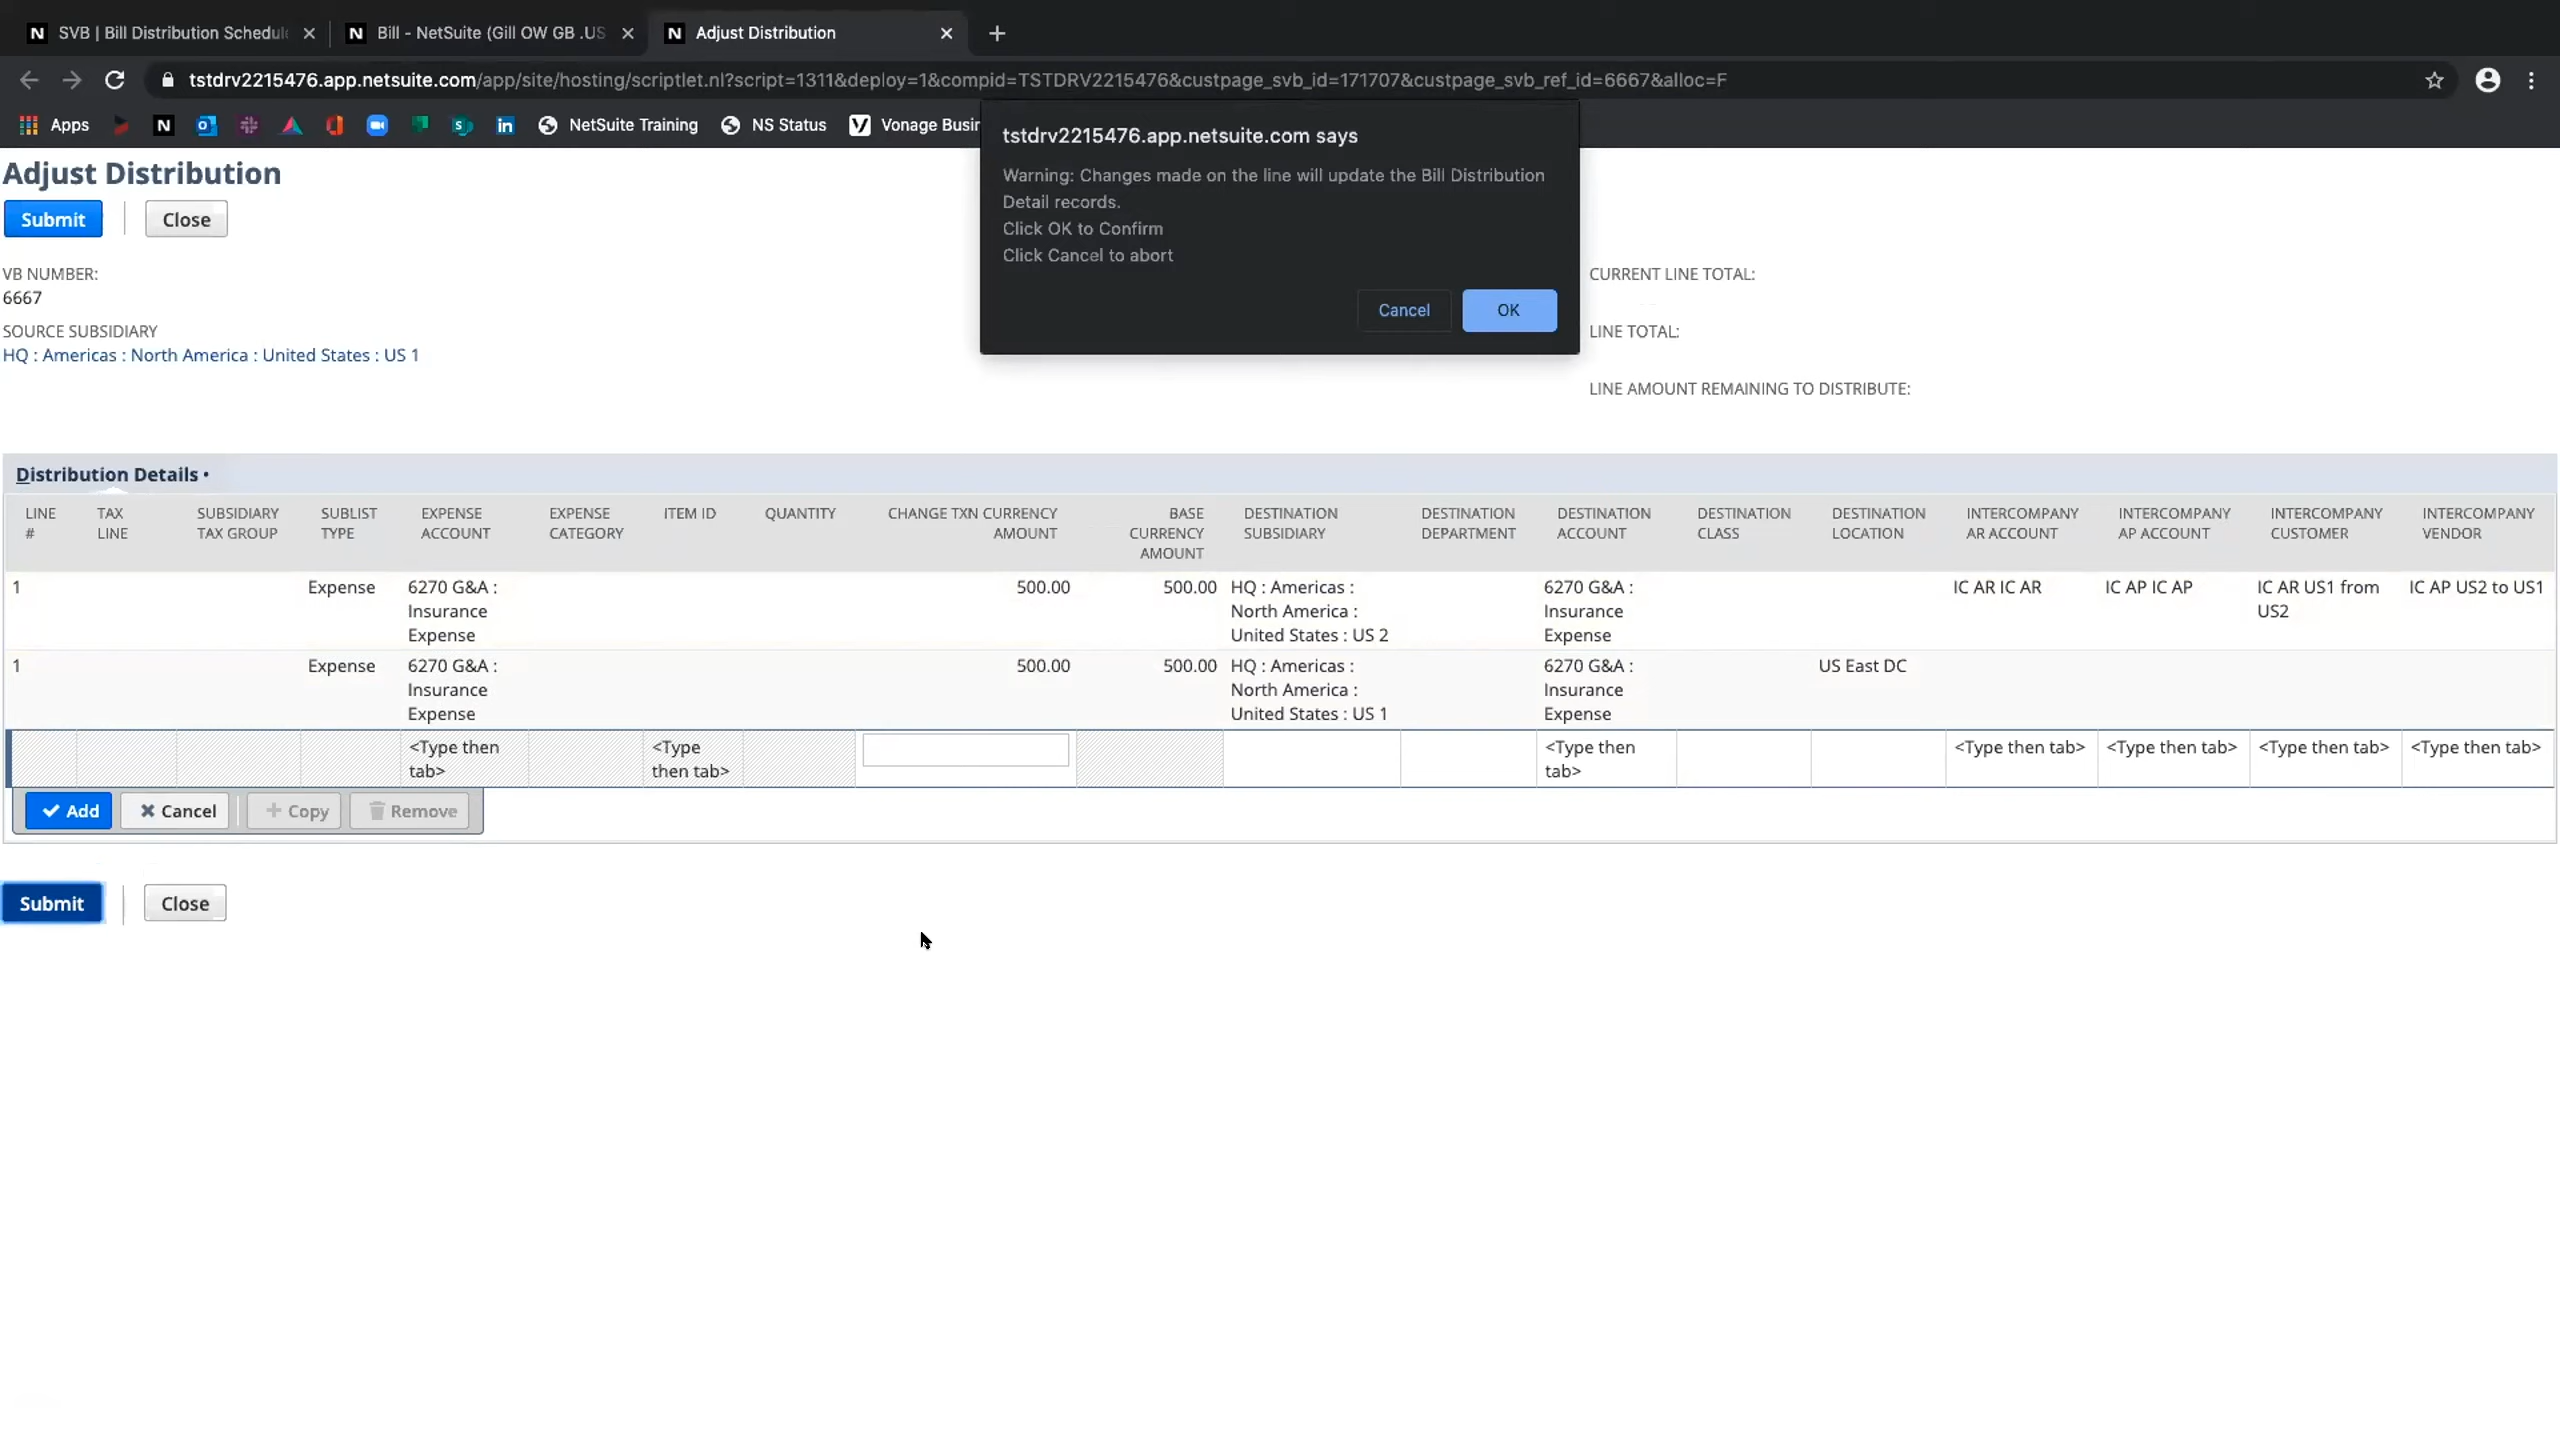 SVB | Bill Distribution Schedule
Bill - NetSuite (Gill OW GB .US
Adjust Distribution
tstdrv2215476.app.netsuite.com/app/site/hosting/scriptlet.nl?script=1311&deploy=1&compid=TSTDRV2215476&custpage_svb_id=171707&custpage_svb_ref_id=6667&alloc=F
Apps
NetSuite Training
NS Status
Vonage Busin
tstdrv2215476.app.netsuite.com says
Warning: Changes made on the line will update the Bill Distribution
Detail records.
Click OK to Confirm
Click Cancel to abort
Cancel
OK
Adjust Distribution
Submit
Close
VB NUMBER:
6667
SOURCE SUBSIDIARY
HQ : Americas : North America : United States : US 1
CURRENT LINE TOTAL:
LINE TOTAL:
LINE AMOUNT REMAINING TO DISTRIBUTE:
Distribution Details •
LINE # TAX LINE SUBSIDIARY TAX GROUP SUBLIST TYPE EXPENSE ACCOUNT EXPENSE CATEGORY ITEM ID QUANTITY CHANGE TXN CURRENCY AMOUNT BASE CURRENCY AMOUNT DESTINATION SUBSIDIARY DESTINATION DEPARTMENT DESTINATION ACCOUNT DESTINATION CLASS DESTINATION LOCATION INTERCOMPANY AR ACCOUNT INTERCOMPANY AP ACCOUNT INTERCOMPANY CUSTOMER INTERCOMPANY VENDOR
1 Expense 6270 G&A : Insurance Expense 500.00 500.00 HQ : Americas : North America : United States : US 2 6270 G&A : Insurance Expense IC AR IC AR IC AP IC AP IC AR US1 from US2 IC AP US2 to US1
1 Expense 6270 G&A : Insurance Expense 500.00 500.00 HQ : Americas : North America : United States : US 1 6270 G&A : Insurance Expense US East DC
<Type then tab> <Type then tab> <Type then tab> <Type then tab> <Type then tab> <Type then tab> <Type then tab>
Add
Cancel
Copy
Remove
Submit
Close